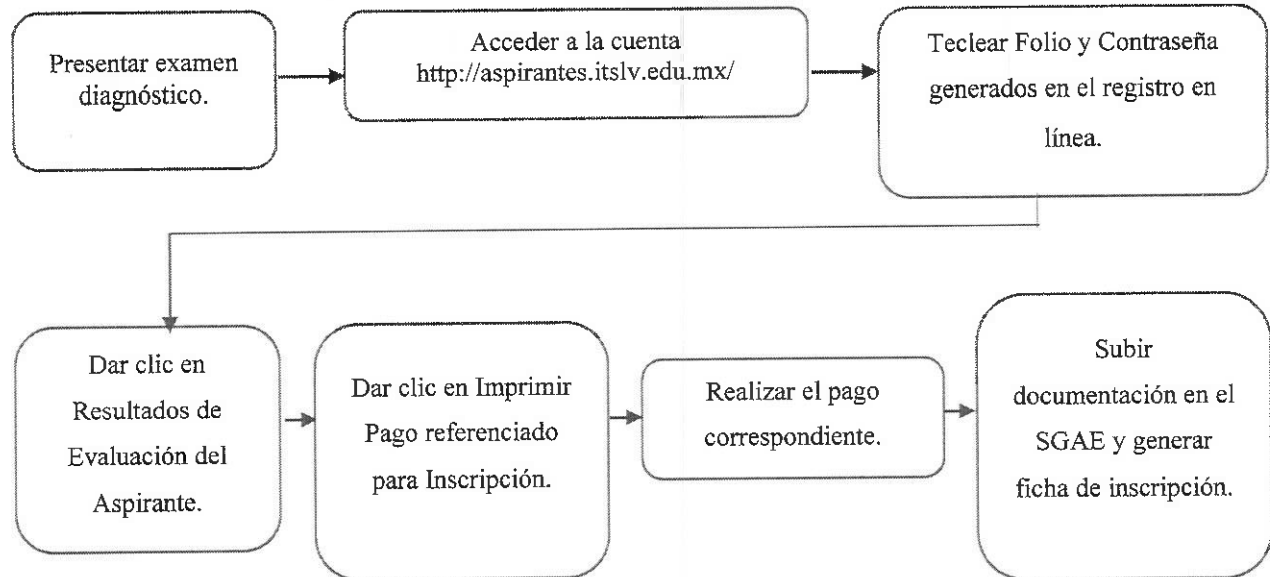 Presentar examen
diagnóstico.
Acceder a la cuenta
http://aspirantes.itslv.edu.mx/
Teclear Folio y Contraseña
generados en el registro en
línea.
Dar clic en
Resultados de
Evaluación del
Aspirante.
Dar clic en Imprimir
Pago referenciado
para Inscripción.
Realizar el pago
correspondiente.
Subir
documentación en el
SGAE y generar
ficha de inscripción.